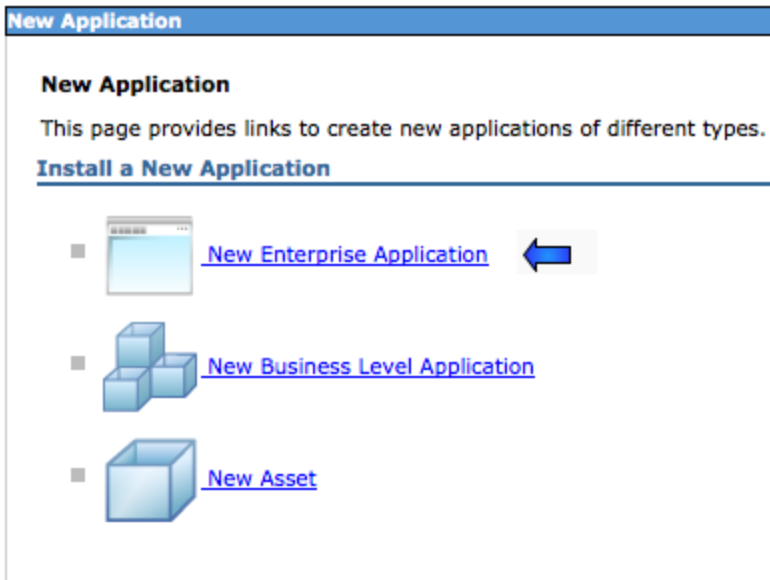 New Application
New Application
This page provides links to create new applications of different types.
Install a New Application
New Enterprise Application
New Business Level Application
New Asset